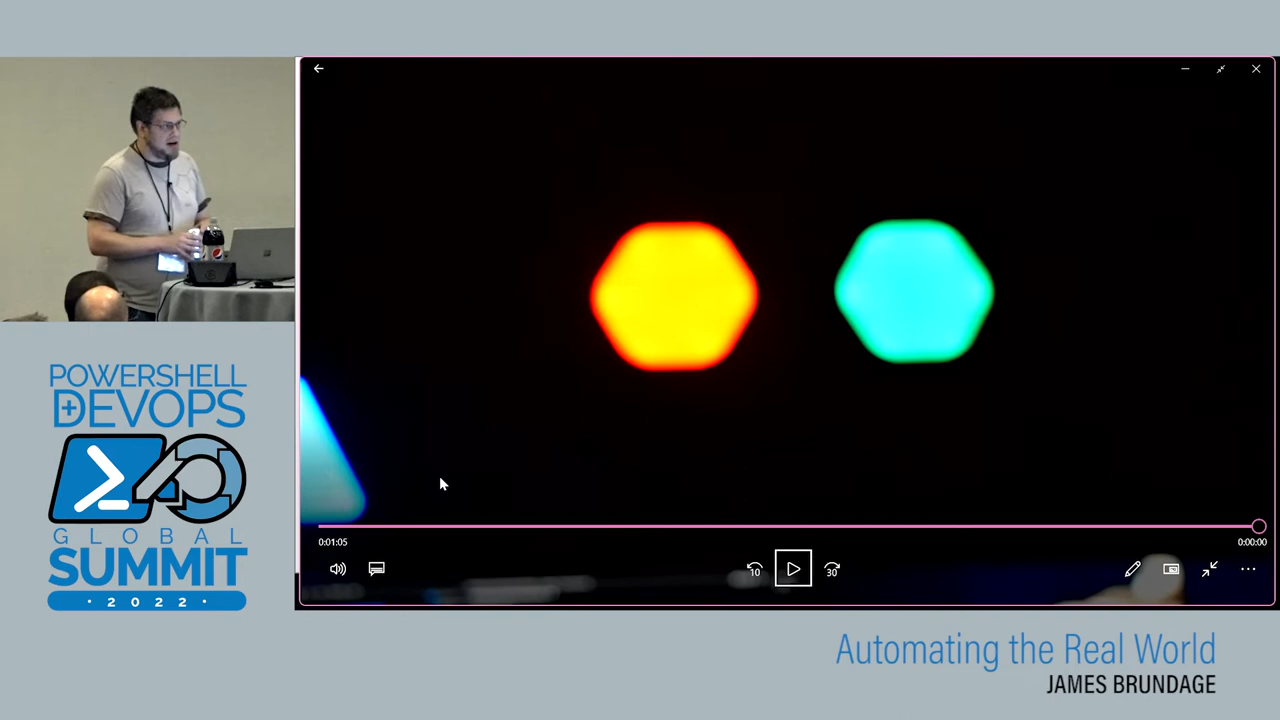 POWERSHELL
DEVOPS
GLOBAL
SUMMIT
· 2022 ·
0:01:05
0:00:00
10
30
Automating the Real World
JAMES BRUNDAGE